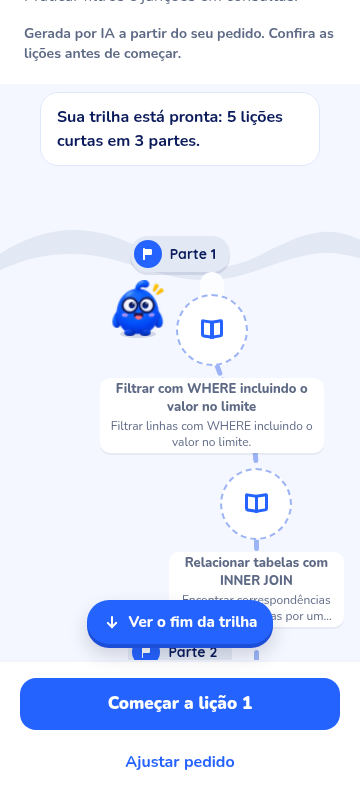 Gerada por IA a partir do seu pedido. Confira as
lições antes de começar.
Sua trilha está pronta: 5 lições
curtas em 3 partes.
Parte 1
Filtrar com WHERE incluindo o
valor no limite
Filtrar linhas com WHERE incluindo o
valor no limite.
Relacionar tabelas com
INNER JOIN
Encontrar correspondências
por um...
Ver o fim da trilha
Parte 2
Começar a lição 1
Ajustar pedido